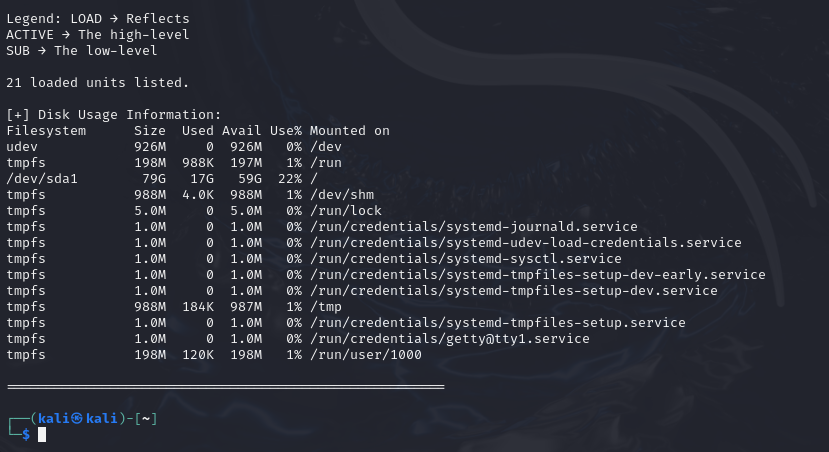 Legend: LOAD → Reflects
ACTIVE → The high-level
SUB → The low-level
21 loaded units listed.
[+] Disk Usage Information:
Filesystem      Size  Used Avail Use% Mounted on
udev            926M     0  926M   0% /dev
tmpfs           198M  988K  197M   1% /run
/dev/sda1        79G   17G   59G  22% /
tmpfs           988M  4.0K  988M   1% /dev/shm
tmpfs           5.0M     0  5.0M   0% /run/lock
tmpfs           1.0M     0  1.0M   0% /run/credentials/systemd-journald.service
tmpfs           1.0M     0  1.0M   0% /run/credentials/systemd-udev-load-credentials.service
tmpfs           1.0M     0  1.0M   0% /run/credentials/systemd-sysctl.service
tmpfs           1.0M     0  1.0M   0% /run/credentials/systemd-tmpfiles-setup-dev-early.service
tmpfs           1.0M     0  1.0M   0% /run/credentials/systemd-tmpfiles-setup-dev.service
tmpfs           988M  184K  987M   1% /tmp
tmpfs           1.0M     0  1.0M   0% /run/credentials/systemd-tmpfiles-setup.service
tmpfs           1.0M     0  1.0M   0% /run/credentials/getty@tty1.service
tmpfs           198M  120K  198M   1% /run/user/1000
┌──(kali㉿kali)-[~]
└─$